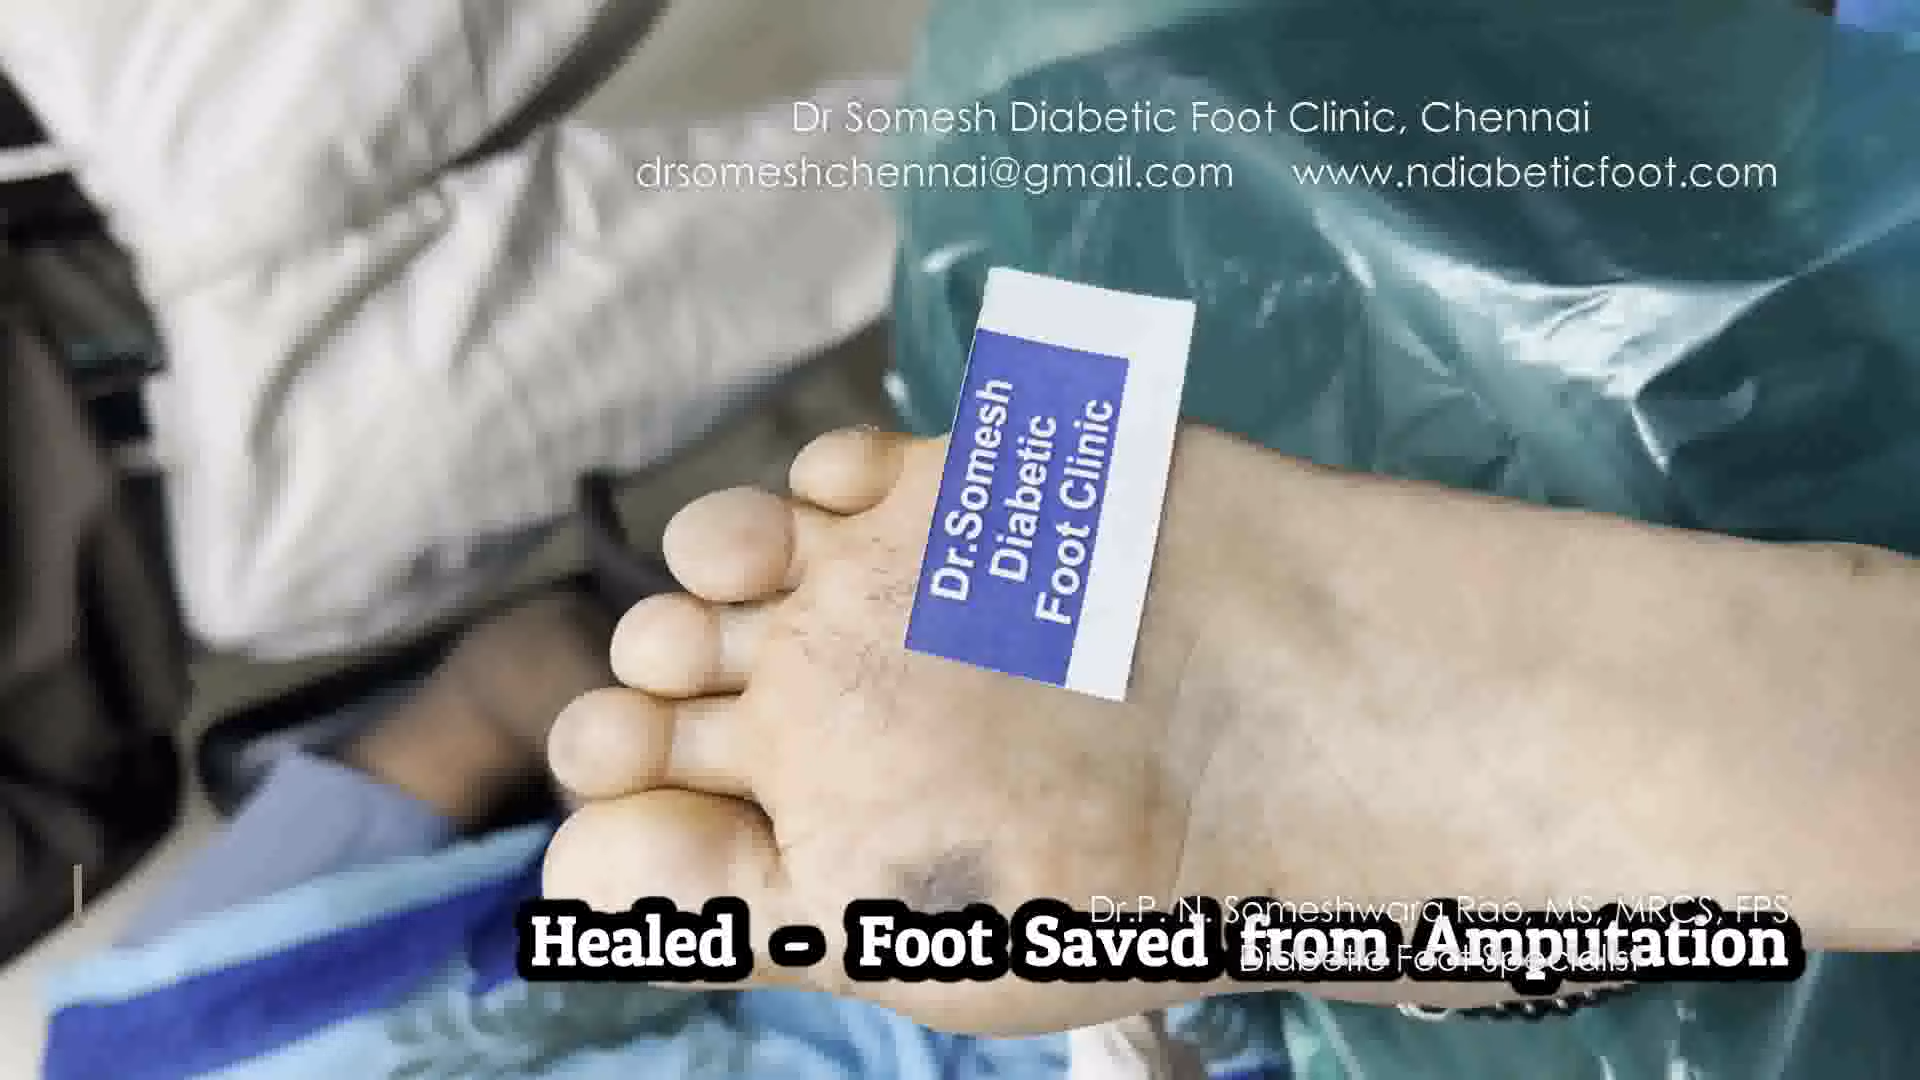 Dr Somesh Diabetic Foot Clinic, Chennai
drsomeshchennai@gmail.com www.ndiabeticfoot.com
Dr.Somesh
Diabetic
Foot Clinic
Dr.P. N. Someshwara Rao, MS, MRCS, FPS
Healed - Foot Saved from Amputation
Diabetic Foot Specialist